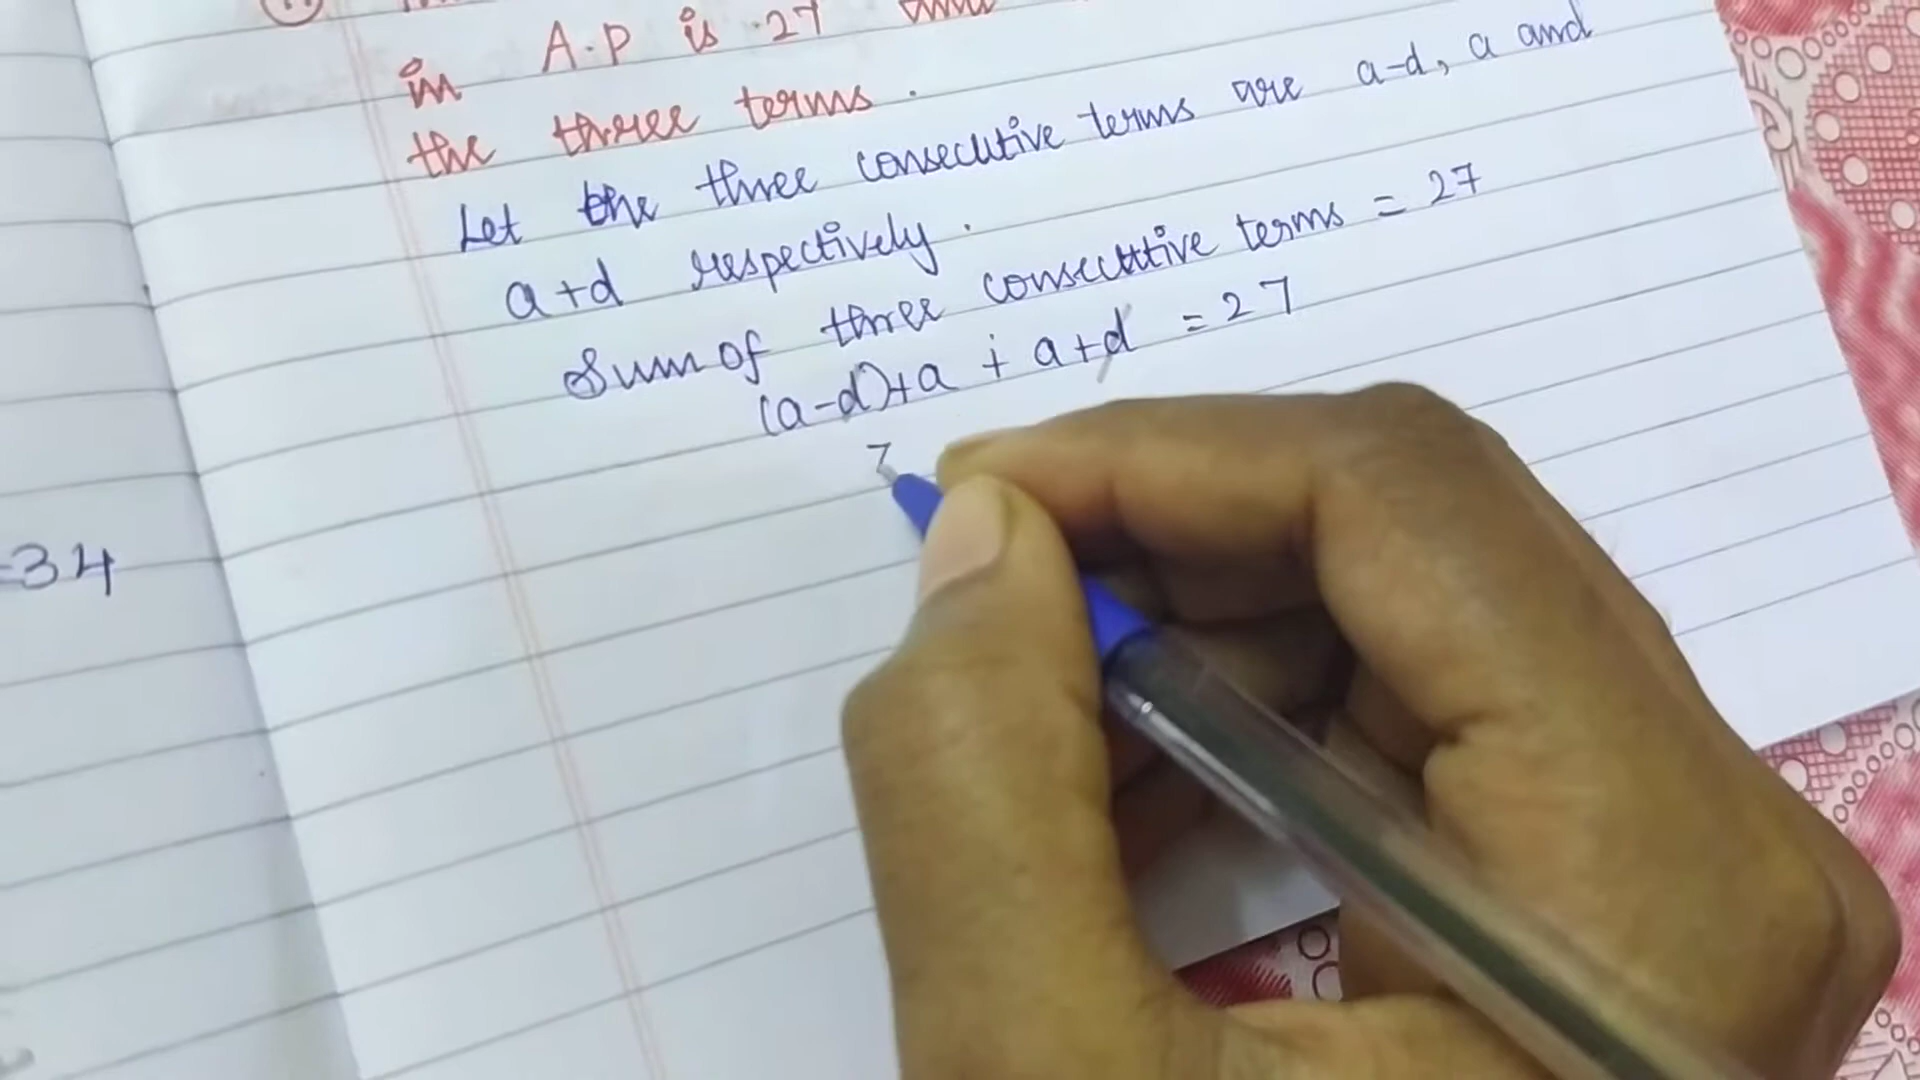 in A.P is 27 and
the three terms.
Let the three consecutive terms are a-d, a and
a+d respectively.
Sum of three consecutive terms = 27
(a-d)+a + a+d = 27
-34